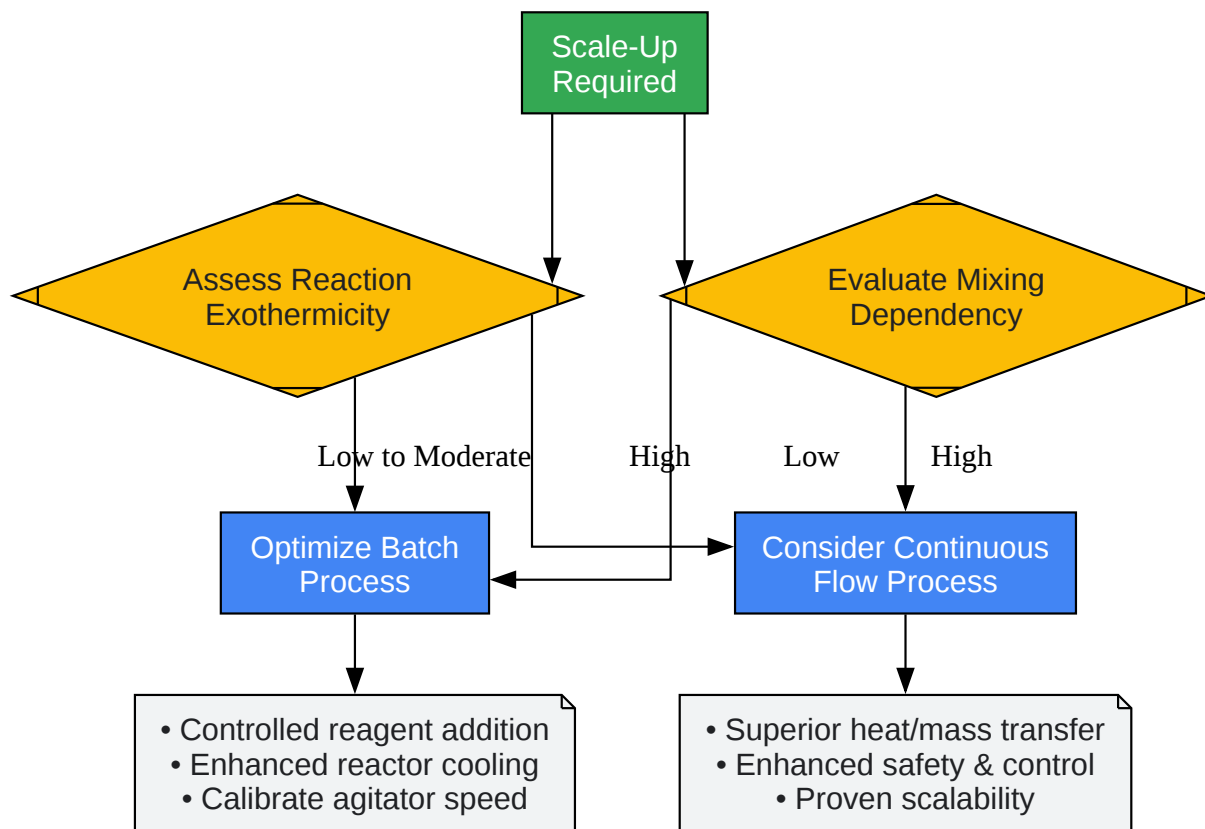 Scale-Up
Required
Assess Reaction
Exothermicity
Evaluate Mixing
Dependency
Low to Moderate
High
Low
High
Optimize Batch
Process
Consider Continuous
Flow Process
• Controlled reagent addition
• Enhanced reactor cooling
• Calibrate agitator speed
• Superior heat/mass transfer
• Enhanced safety & control
• Proven scalability